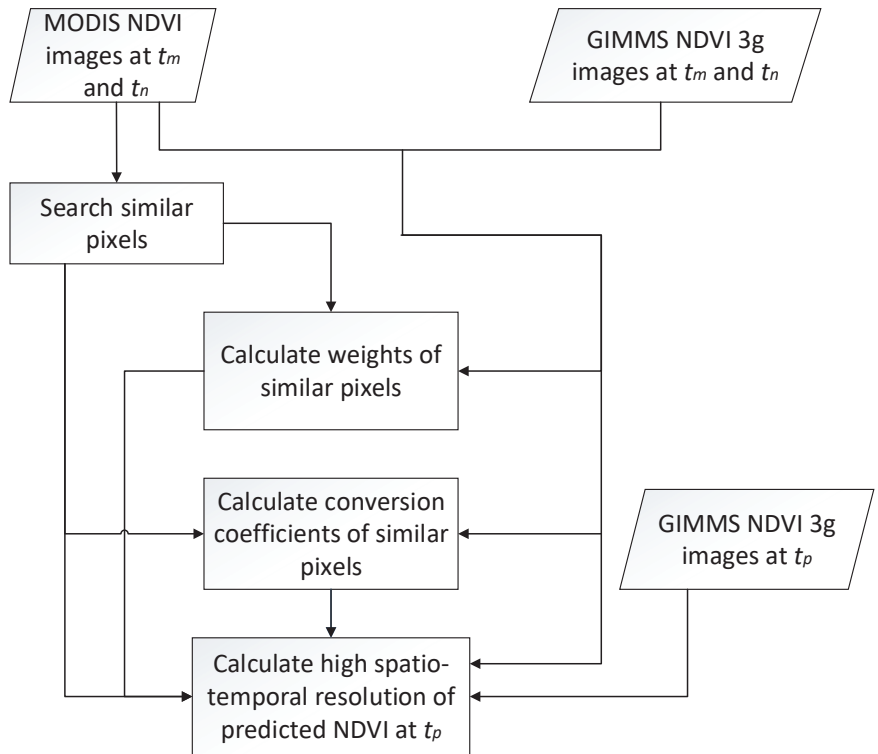 MODIS NDVI
images at tm
and tn
GIMMS NDVI 3g
images at tm and tn
Search similar
pixels
Calculate weights of
similar pixels
Calculate conversion
coefficients of similar
pixels
GIMMS NDVI 3g
images at tp
Calculate high spatio-
temporal resolution of
predicted NDVI at tp